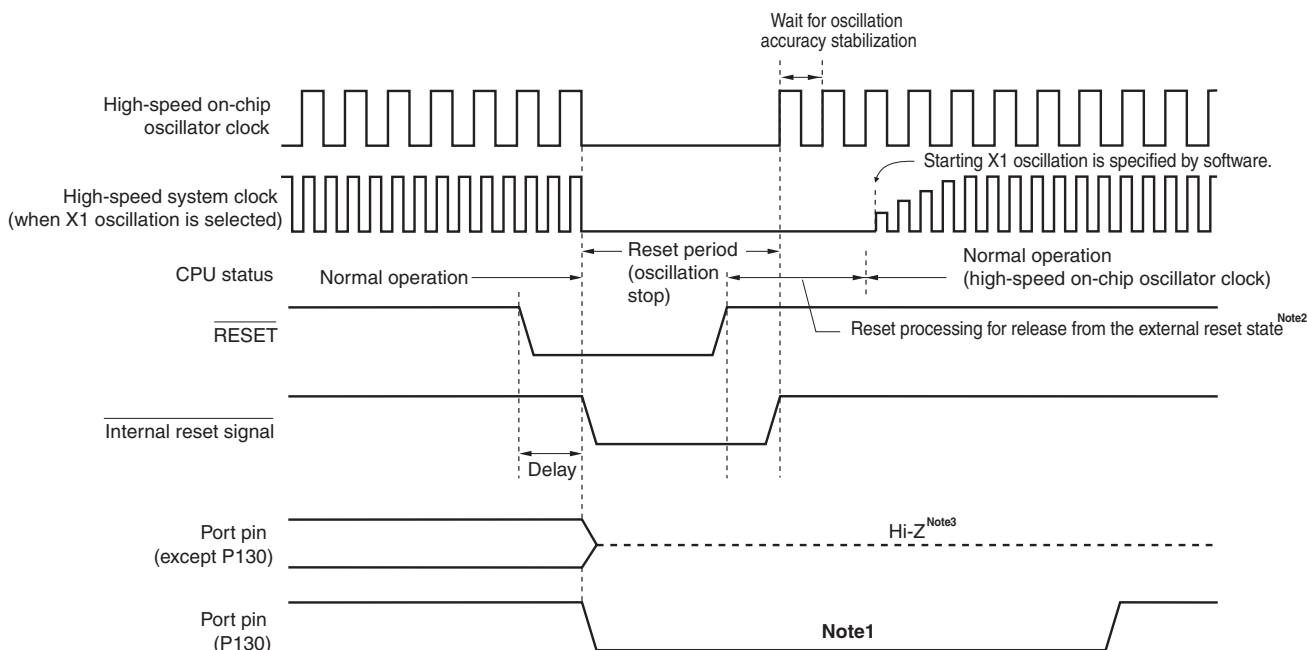 Wait for oscillation
accuracy stabilization
High-speed on-chip
oscillator clock
Starting X1 oscillation is specified by software.
High-speed system clock
(when X1 oscillation is selected)
CPU status
Normal operation
Reset period
(oscillation
stop)
Normal operation
(high-speed on-chip oscillator clock)
RESET
Reset processing for release from the external reset state Note2
Internal reset signal
Delay
Port pin
(except P130)
Hi-Z Note3
Port pin
(P130)
Note1